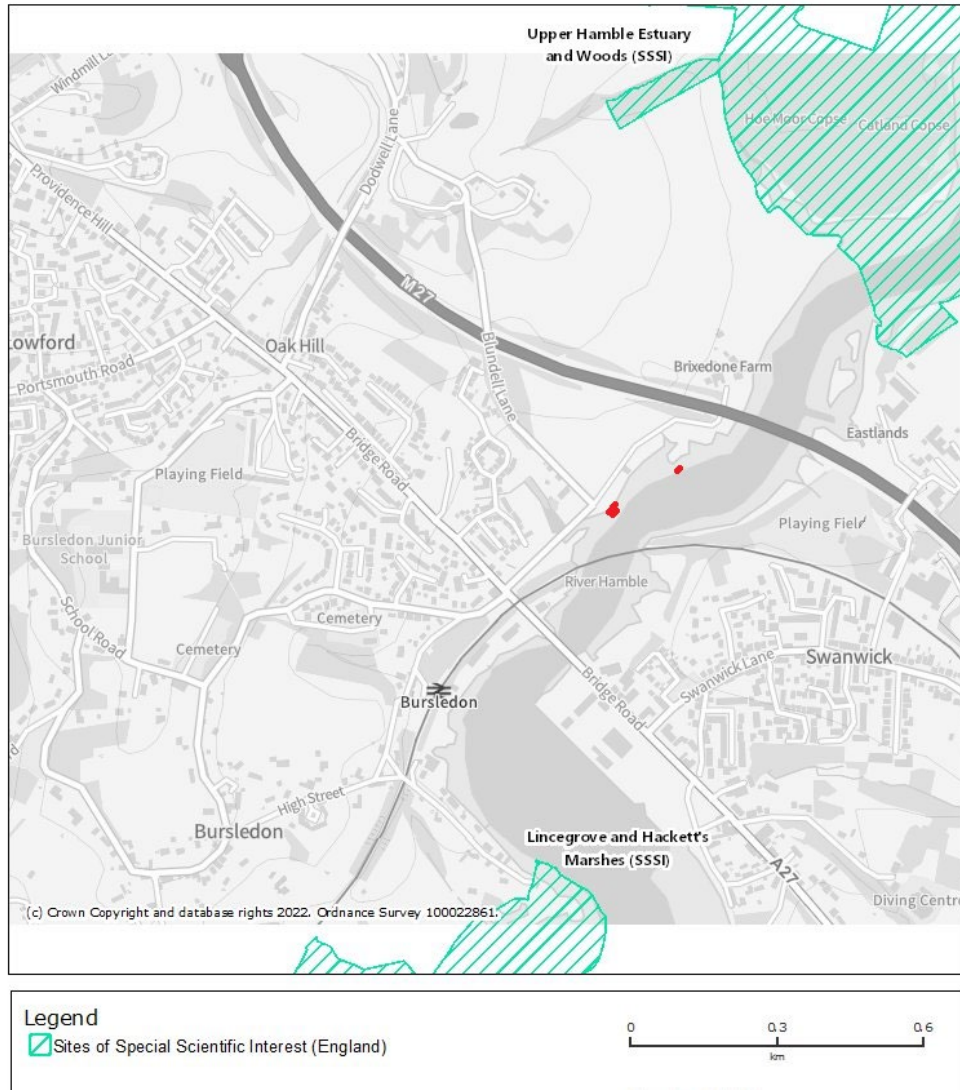 Upper Hamble Estuary
and Woods (SSSI)
Windmill La
Hoe Moor Copse
Catland Copse
Dodwell Lane
Providence Hill
M27
Lowford
Oak Hill
Portsmouth Road
Blundell Lane
Brixedone Farm
Bridge Road
Eastlands
Playing Field
Playing Field
Bursledon Junior
School
River Hamble
School Road
Cemetery
Cemetery
Swanwick Lane
Swanwick
Bridge Road
Bursledon
High Street
Bursledon
Lincegrove and Hackett's
Marshes (SSSI)
A27
Diving Centre
(c) Crown Copyright and database rights 2022. Ordnance Survey 100022861.
Legend
Sites of Special Scientific Interest (England)
0 0.3 0.6
km